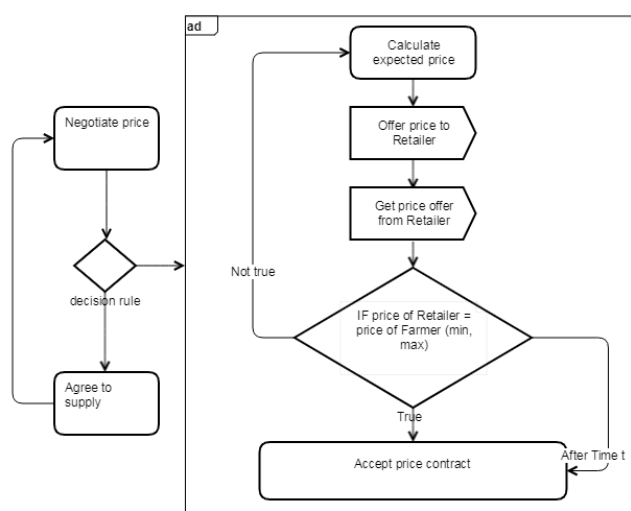 ad
Negotiate price
decision rule
Agree to
supply
Calculate
expected price
Offer price to
Retailer
Get price offer
from Retailer
Not true
IF price of Retailer =
price of Farmer (min,
max)
True
After Time t
Accept price contract